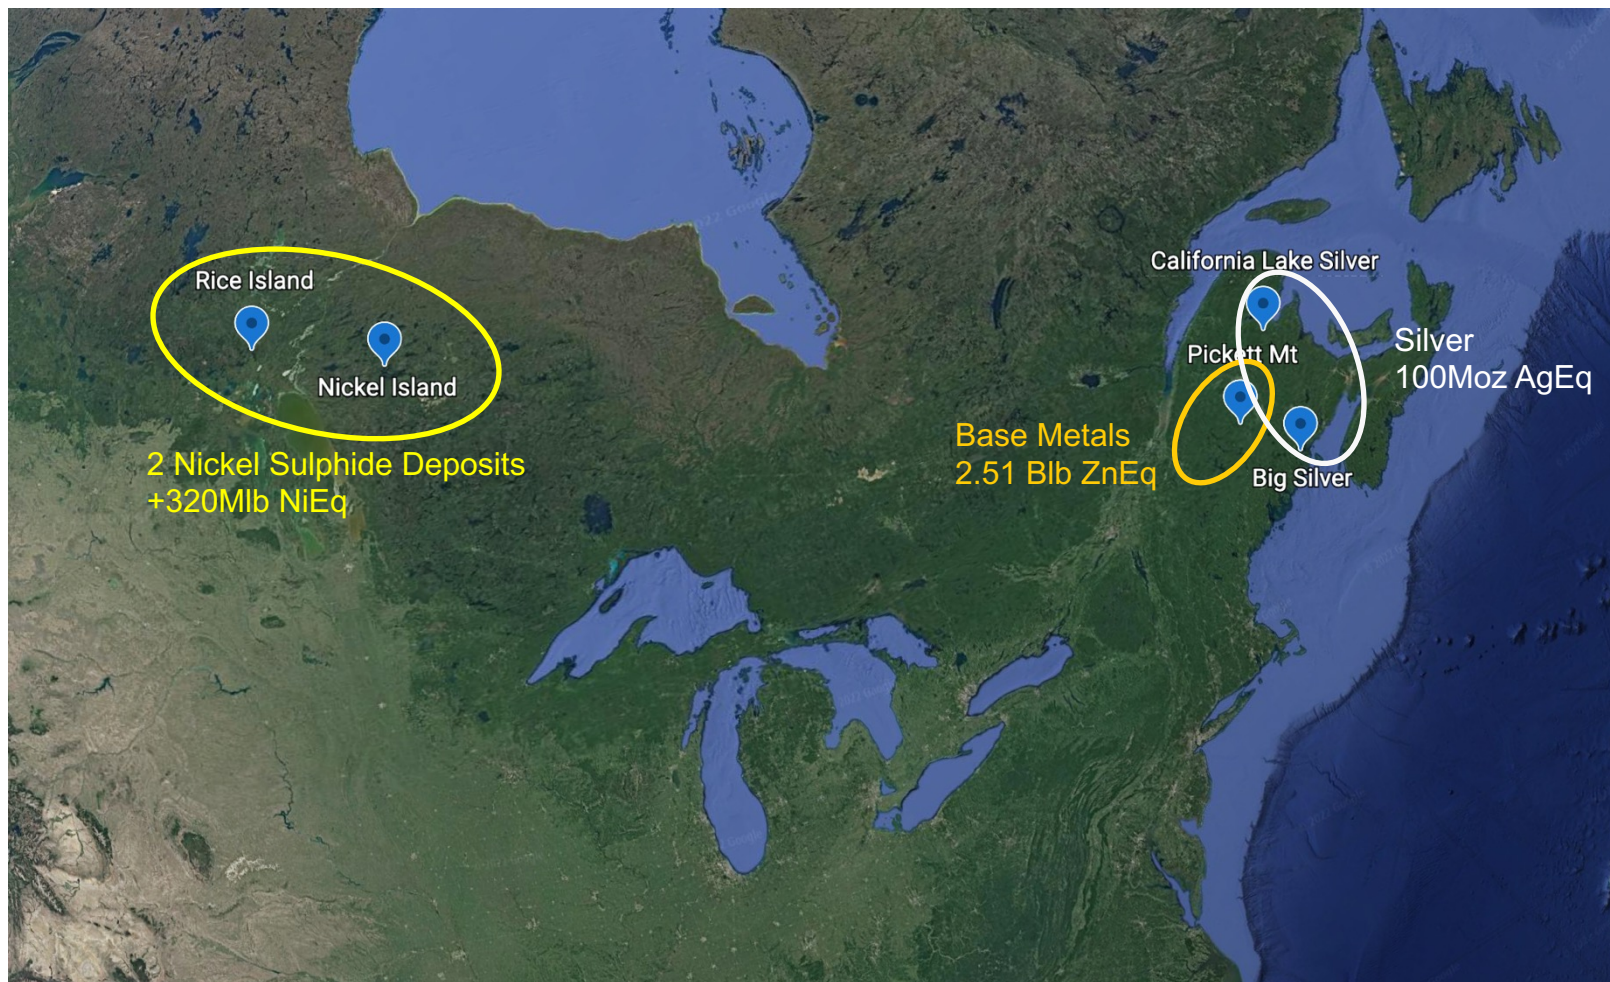 California Lake Silver
Rice Island
Nickel Island
2 Nickel Sulphide Deposits
+320Mlb NiEq
Pickett Mt
Silver
100Moz AgEq
Base Metals
2.51 Blb ZnEq
Big Silver